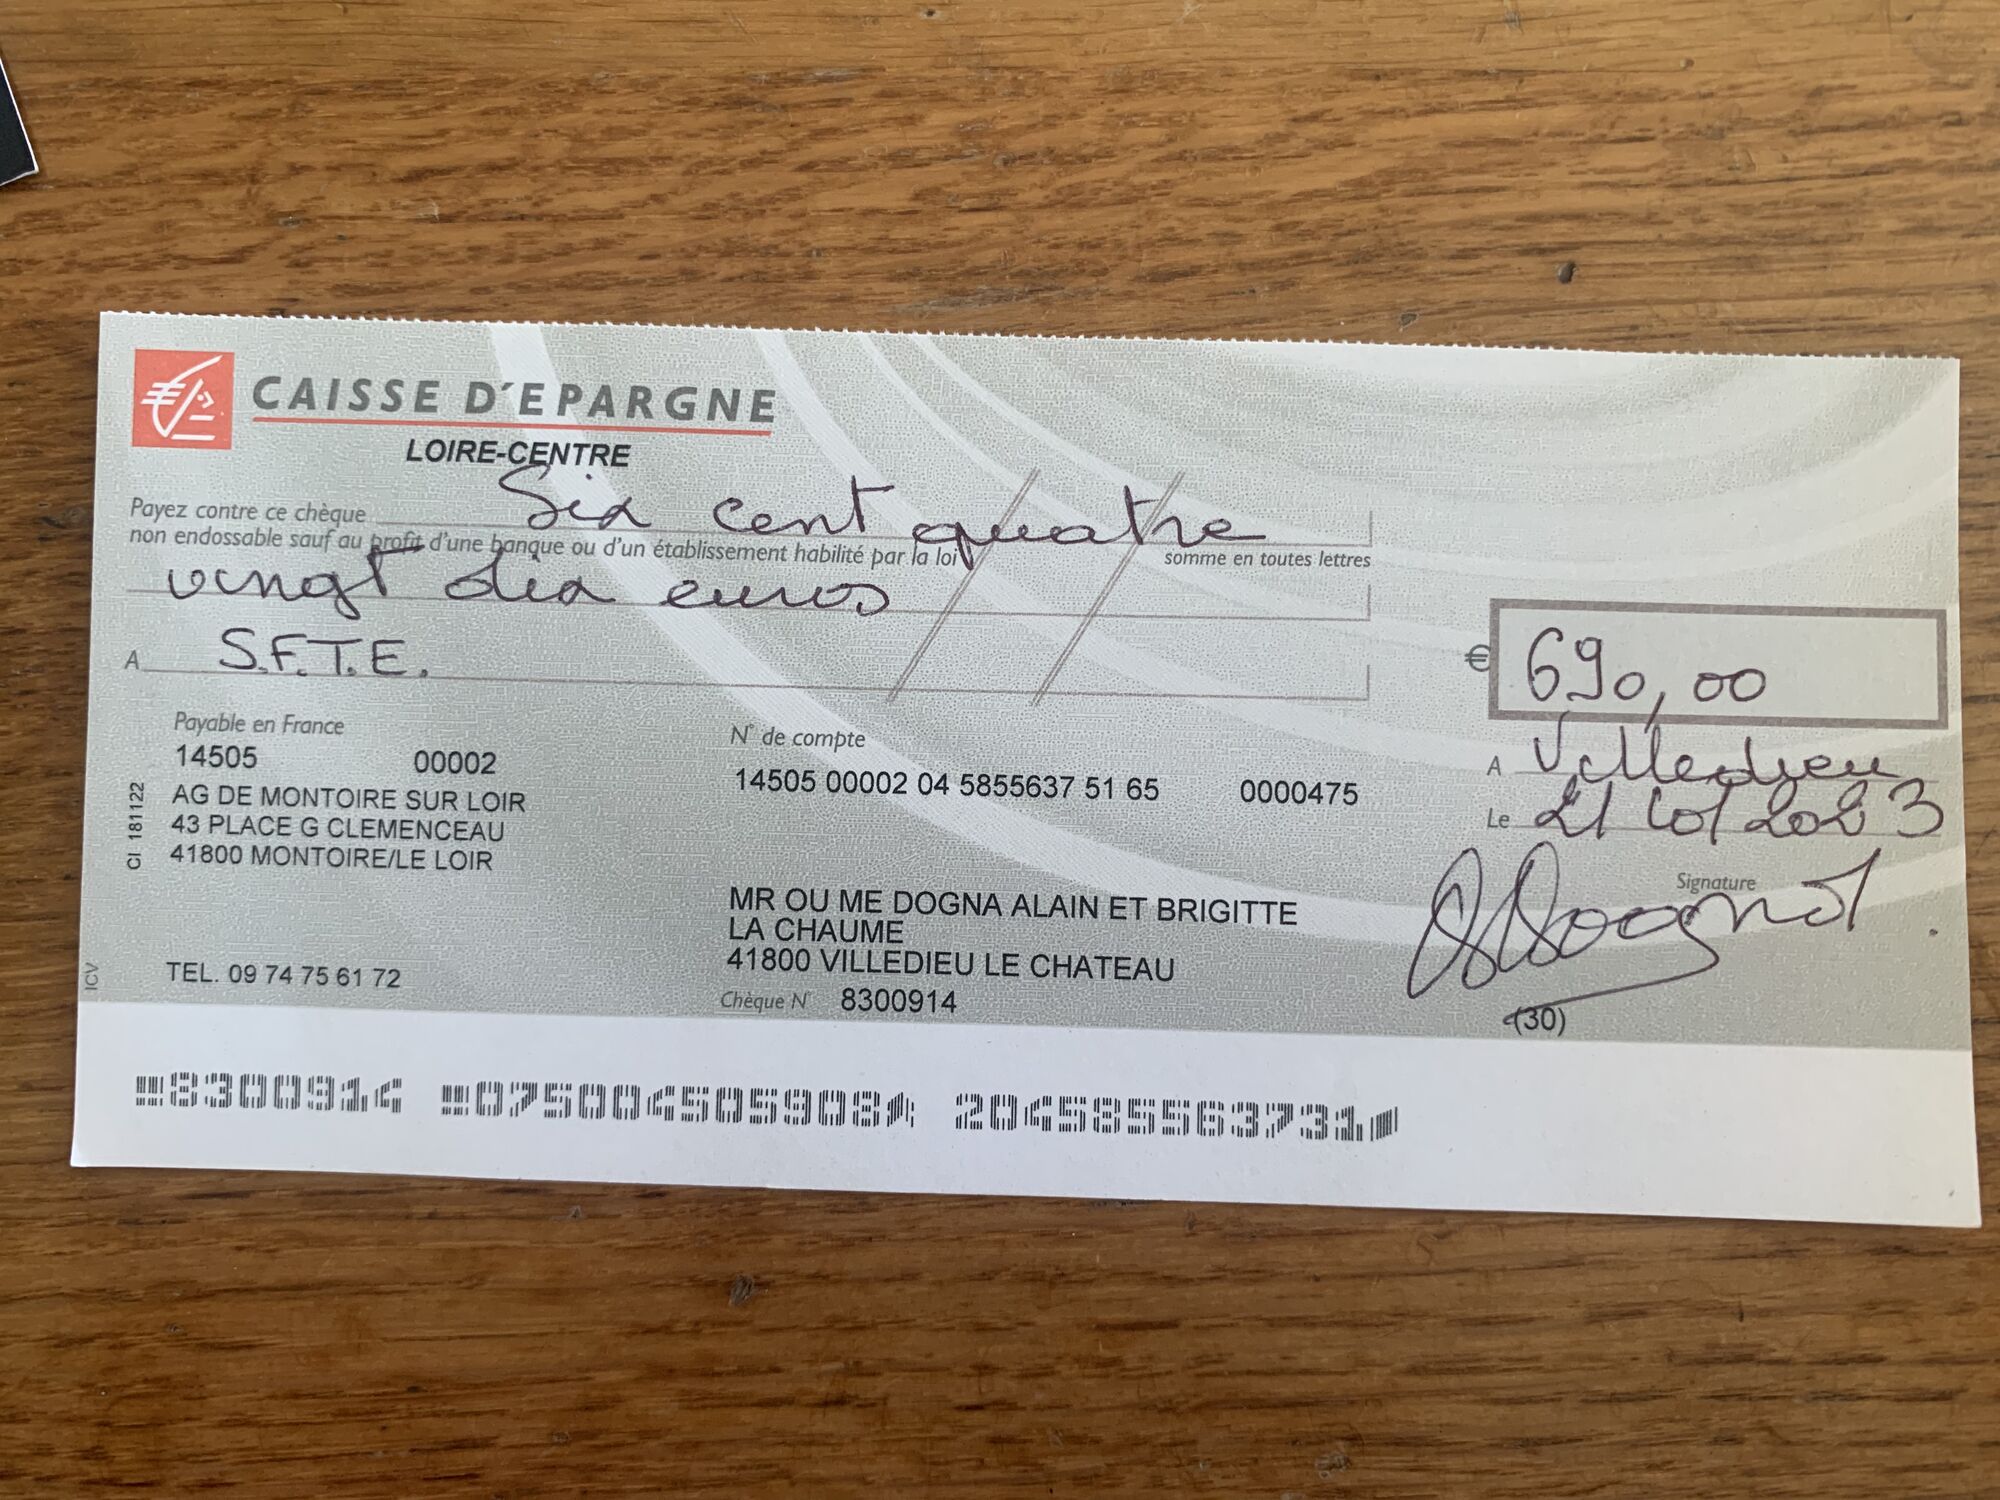 CAISSE D'EPARGNE
LOIRE-CENTRE
Payez contre ce chèque Six cent quatre
non endossable sauf au profit d'une banque ou d'un établissement habilité par la loi somme en toutes lettres
vingt dix euros
A S.F.T.E.
€ 690,00
Payable en France
14505 00002
AG DE MONTOIRE SUR LOIR
43 PLACE G CLEMENCEAU
41800 MONTOIRE/LE LOIR
TEL. 09 74 75 61 72
CI 181122
ICV
N° de compte
14505 00002 04 5855637 51 65 0000475
A Villedieu
Le 21 2023
Signature
MR OU ME DOGNA ALAIN ET BRIGITTE
LA CHAUME
41800 VILLEDIEU LE CHATEAU
Chèque N° 8300914
(30)
8300914 075004505908 204585563731